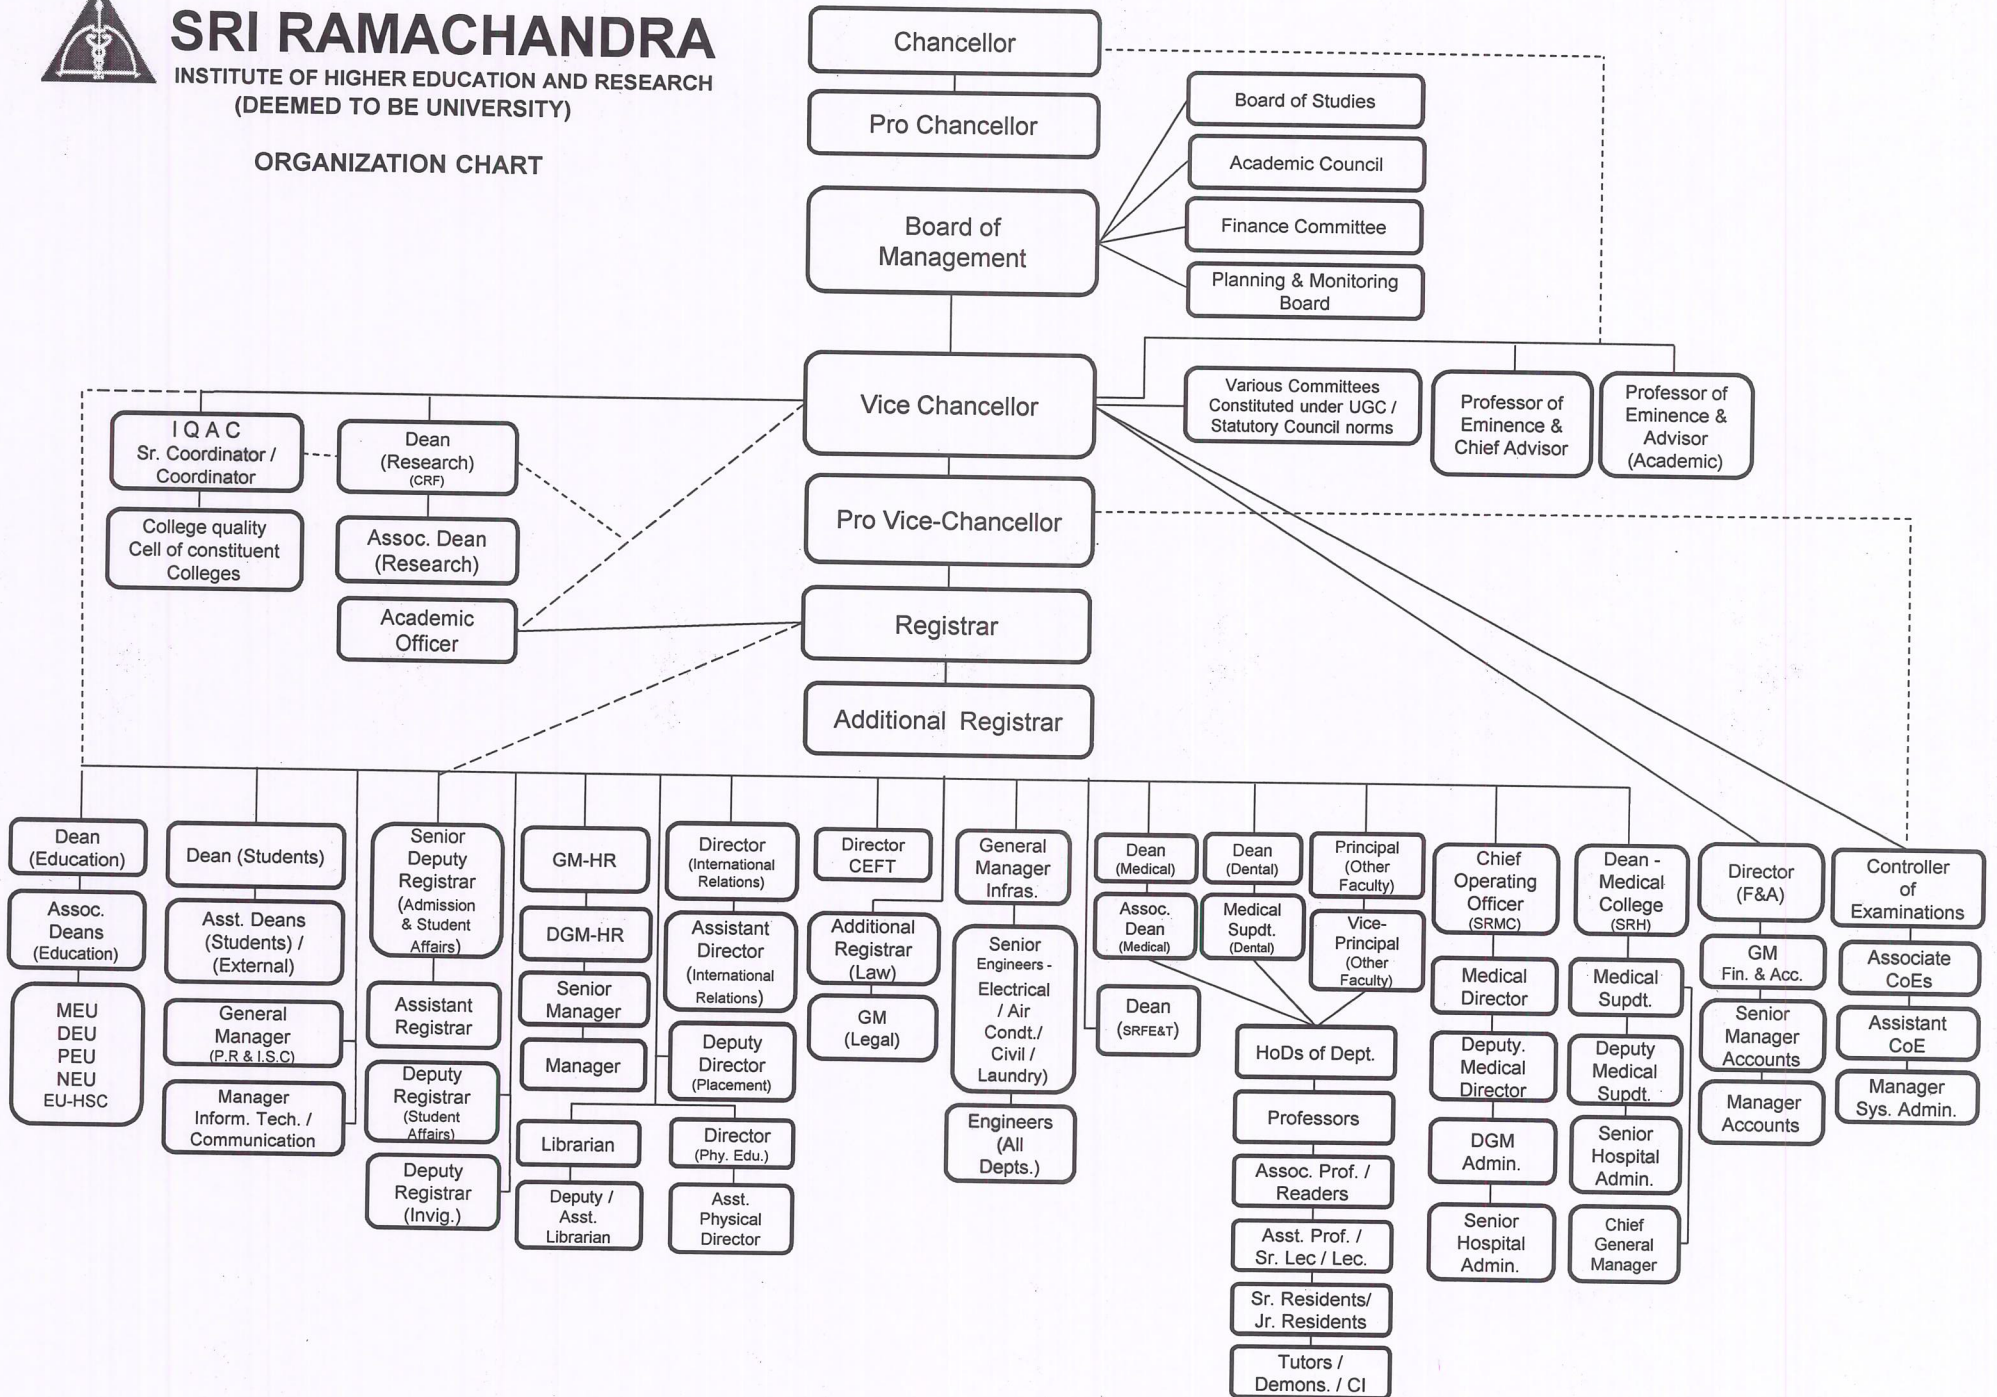 SRI RAMACHANDRA
INSTITUTE OF HIGHER EDUCATION AND RESEARCH
(DEEMED TO BE UNIVERSITY)
ORGANIZATION CHART
Chancellor
Pro Chancellor
Board of
Management
Board of Studies
Academic Council
Finance Committee
Planning & Monitoring
Board
Vice Chancellor
Various Committees
Constituted under UGC /
Statutory Council norms
Professor of
Eminence &
Chief Advisor
Professor of
Eminence &
Advisor
(Academic)
I Q A C
Sr. Coordinator /
Coordinator
College quality
Cell of constituent
Colleges
Dean
(Research)
(CRF)
Assoc. Dean
(Research)
Academic
Officer
Pro Vice-Chancellor
Registrar
Additional Registrar
Dean
(Education)
Assoc.
Deans
(Education)
MEU
DEU
PEU
NEU
EU-HSC
Dean (Students)
Asst. Deans
(Students) /
(External)
General
Manager
(P.R & I.S.C)
Manager
Inform. Tech. /
Communication
Senior
Deputy
Registrar
(Admission
& Student
Affairs)
Assistant
Registrar
Deputy
Registrar
(Student
Affairs)
Deputy
Registrar
(Invig.)
GM-HR
DGM-HR
Senior
Manager
Manager
Librarian
Deputy /
Asst.
Librarian
Director
(International
Relations)
Assistant
Director
(International
Relations)
Deputy
Director
(Placement)
Director
(Phy. Edu.)
Asst.
Physical
Director
Director
CEFT
Additional
Registrar
(Law)
GM
(Legal)
General
Manager
Infras.
Senior
Engineers -
Electrical
/ Air
Condt./
Civil /
Laundry)
Engineers
(All
Depts.)
Dean
(Medical)
Assoc.
Dean
(Medical)
Dean
(SRFE&T)
Dean
(Dental)
Medical
Supdt.
(Dental)
Principal
(Other
Faculty)
Vice-
Principal
(Other
Faculty)
HoDs of Dept.
Professors
Assoc. Prof. /
Readers
Asst. Prof. /
Sr. Lec / Lec.
Sr. Residents/
Jr. Residents
Tutors /
Demons. / CI
Chief
Operating
Officer
(SRMC)
Medical
Director
Deputy.
Medical
Director
DGM
Admin.
Senior
Hospital
Admin.
Dean -
Medical
College
(SRH)
Medical
Supdt.
Deputy
Medical
Supdt.
Senior
Hospital
Admin.
Chief
General
Manager
Director
(F&A)
GM
Fin. & Acc.
Senior
Manager
Accounts
Manager
Accounts
Controller
of
Examinations
Associate
CoEs
Assistant
CoE
Manager
Sys. Admin.